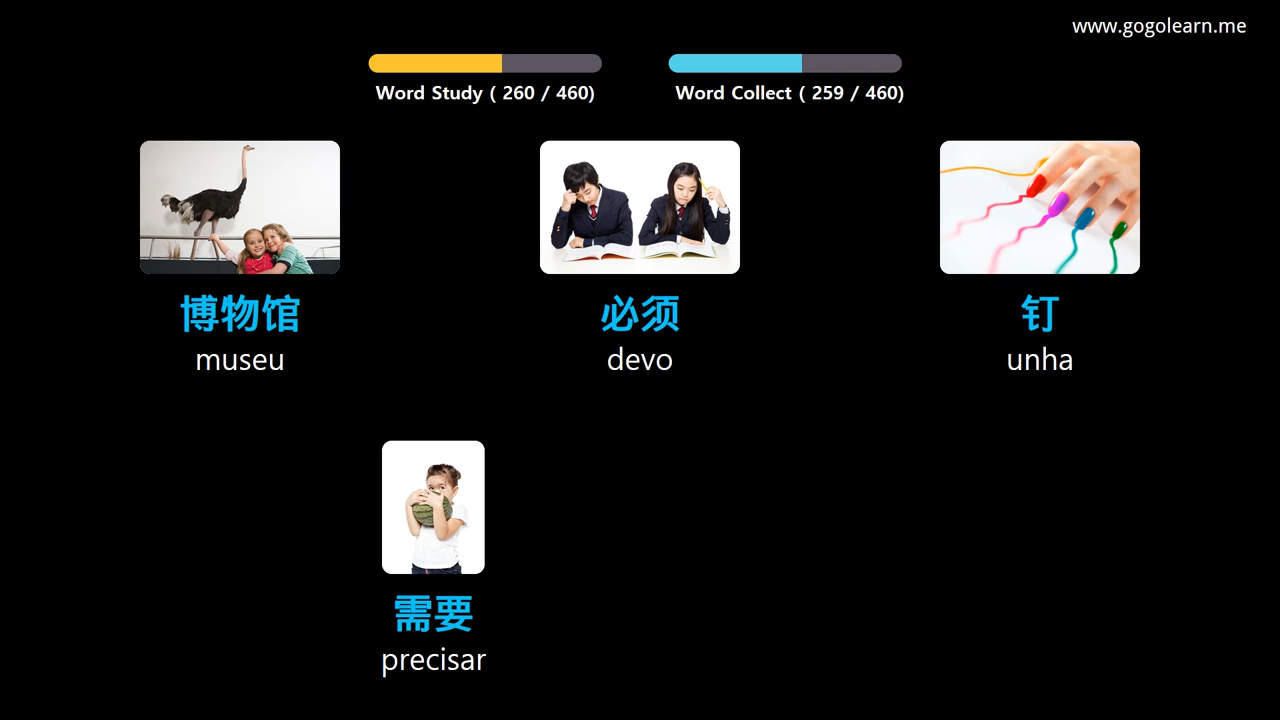 www.gogolearn.me
Word Study ( 260 / 460)
Word Collect ( 259 / 460)
博物馆
museu
必须
devo
钉
unha
需要
precisar